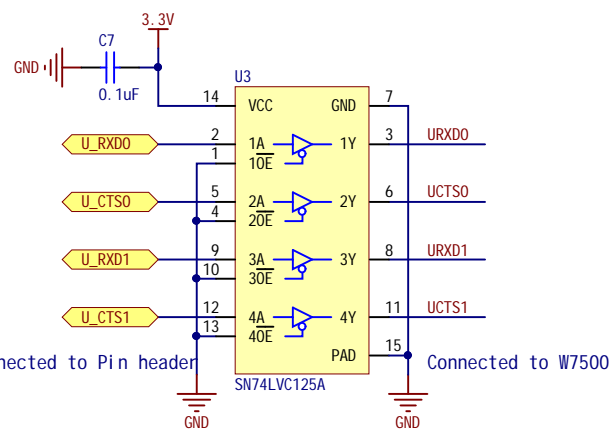 3.3V
C7
GND
0.1uF
U3
14 VCC GND 7
U_RXD0 2 1A 1Y 3 URXD0
1 1OE
U_CTS0 5 2A 2Y 6 UCTS0
4 2OE
U_RXD1 9 3A 3Y 8 URXD1
10 3OE
U_CTS1 12 4A 4Y 11 UCTS1
13 4OE
PAD 15
nnected to Pin header
Connected to W7500
SN74LVC125A
GND
GND